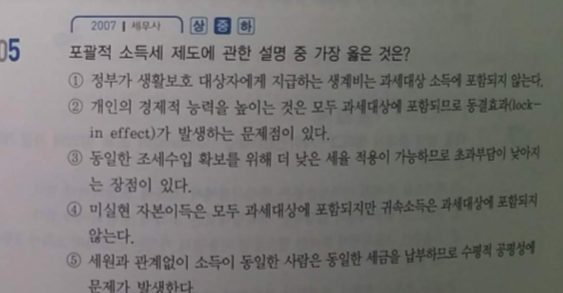 2007 | 세무사 상 중 하
05
포괄적 소득세 제도에 관한 설명 중 가장 옳은 것은?
① 정부가 생활보호 대상자에게 지급하는 생계비는 과세대상 소득에 포함되지 않는다.
② 개인의 경제적 능력을 높이는 것은 모두 과세대상에 포함되므로 동결효과(lock-
in effect)가 발생하는 문제점이 있다.
③ 동일한 조세수입 확보를 위해 더 낮은 세율 적용이 가능하므로 초과부담이 낮아지
는 장점이 있다.
④ 미실현 자본이득은 모두 과세대상에 포함되지만 귀속소득은 과세대상에 포함되지
않는다.
⑤ 세원과 관계없이 소득이 동일한 사람은 동일한 세금을 납부하므로 수평적 공평성에
문제가 발생한다.